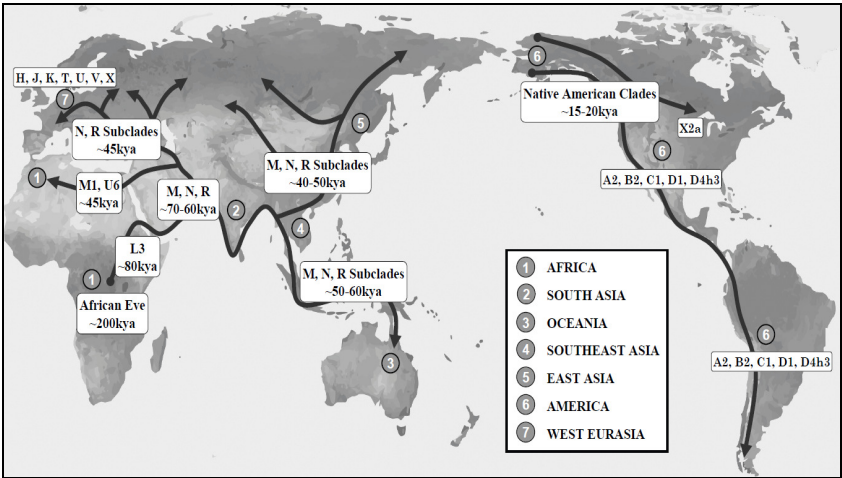 H, J, K, T, U, V, X
7
N, R Subclades
~45kya
1
M1, U6
~45kya
M, N, R
~70-60kya
L3
~80kya
1
African Eve
~200kya
2
M, N, R Subclades
~40-50kya
5
4
M, N, R Subclades
~50-60kya
3
6
Native American Clades
~15-20kya
X2a
6
A2, B2, C1, D1, D4h3
6
A2, B2, C1, D1, D4h3
1 AFRICA
2 SOUTH ASIA
3 OCEANIA
4 SOUTHEAST ASIA
5 EAST ASIA
6 AMERICA
7 WEST EURASIA